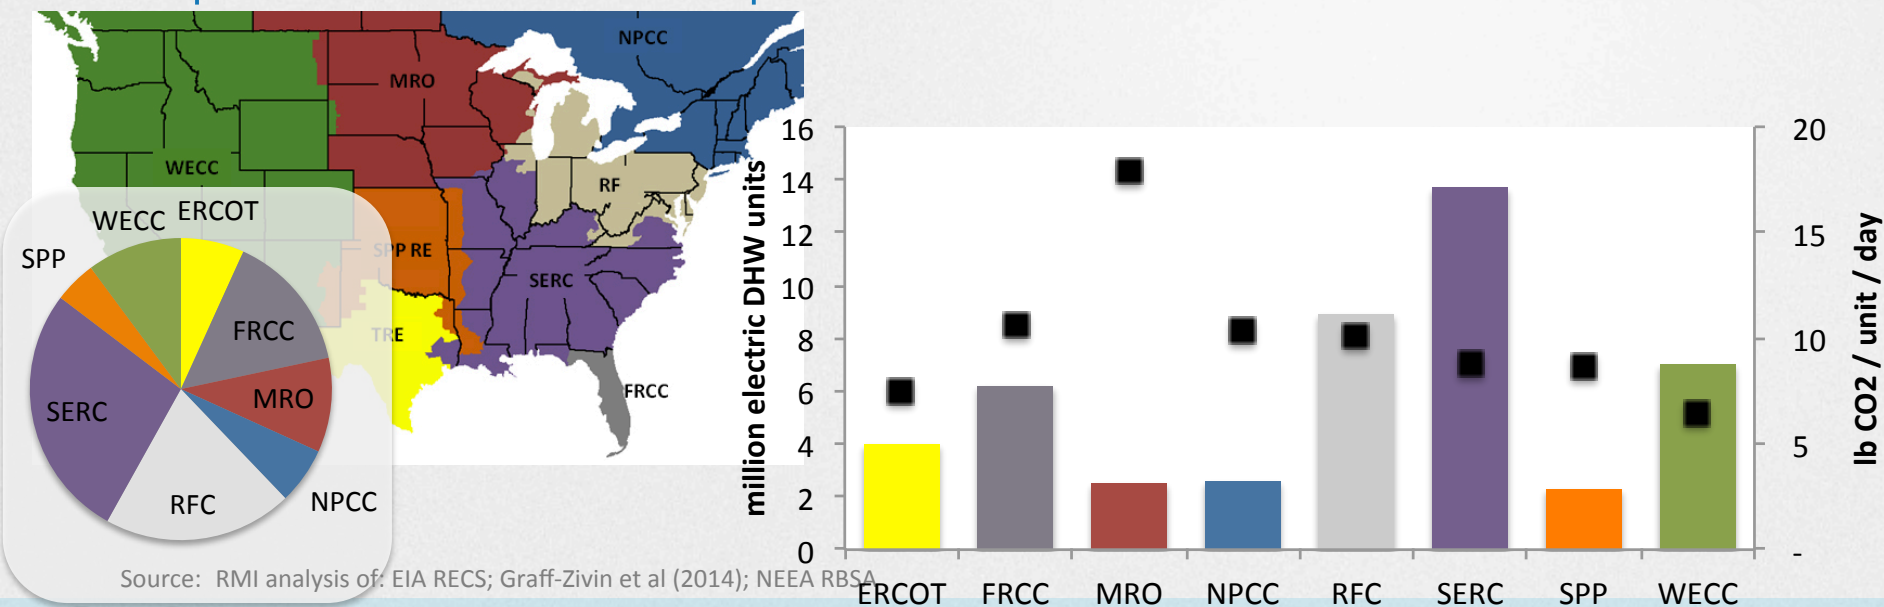 NPCC
MRO
WECC
RF
SPP RE
SERC
TRE
FRCC
WECC
ERCOT
SPP
FRCC
MRO
SERC
RFC
NPCC
Source: RMI analysis of: EIA RECS; Graff-Zivin et al (2014); NEEA RBSA
million electric DHW units
16
14
12
10
8
6
4
2
0
20
15
10
5
-
lb CO2 / unit / day
ERCOT FRCC MRO NPCC RFC SERC SPP WECC